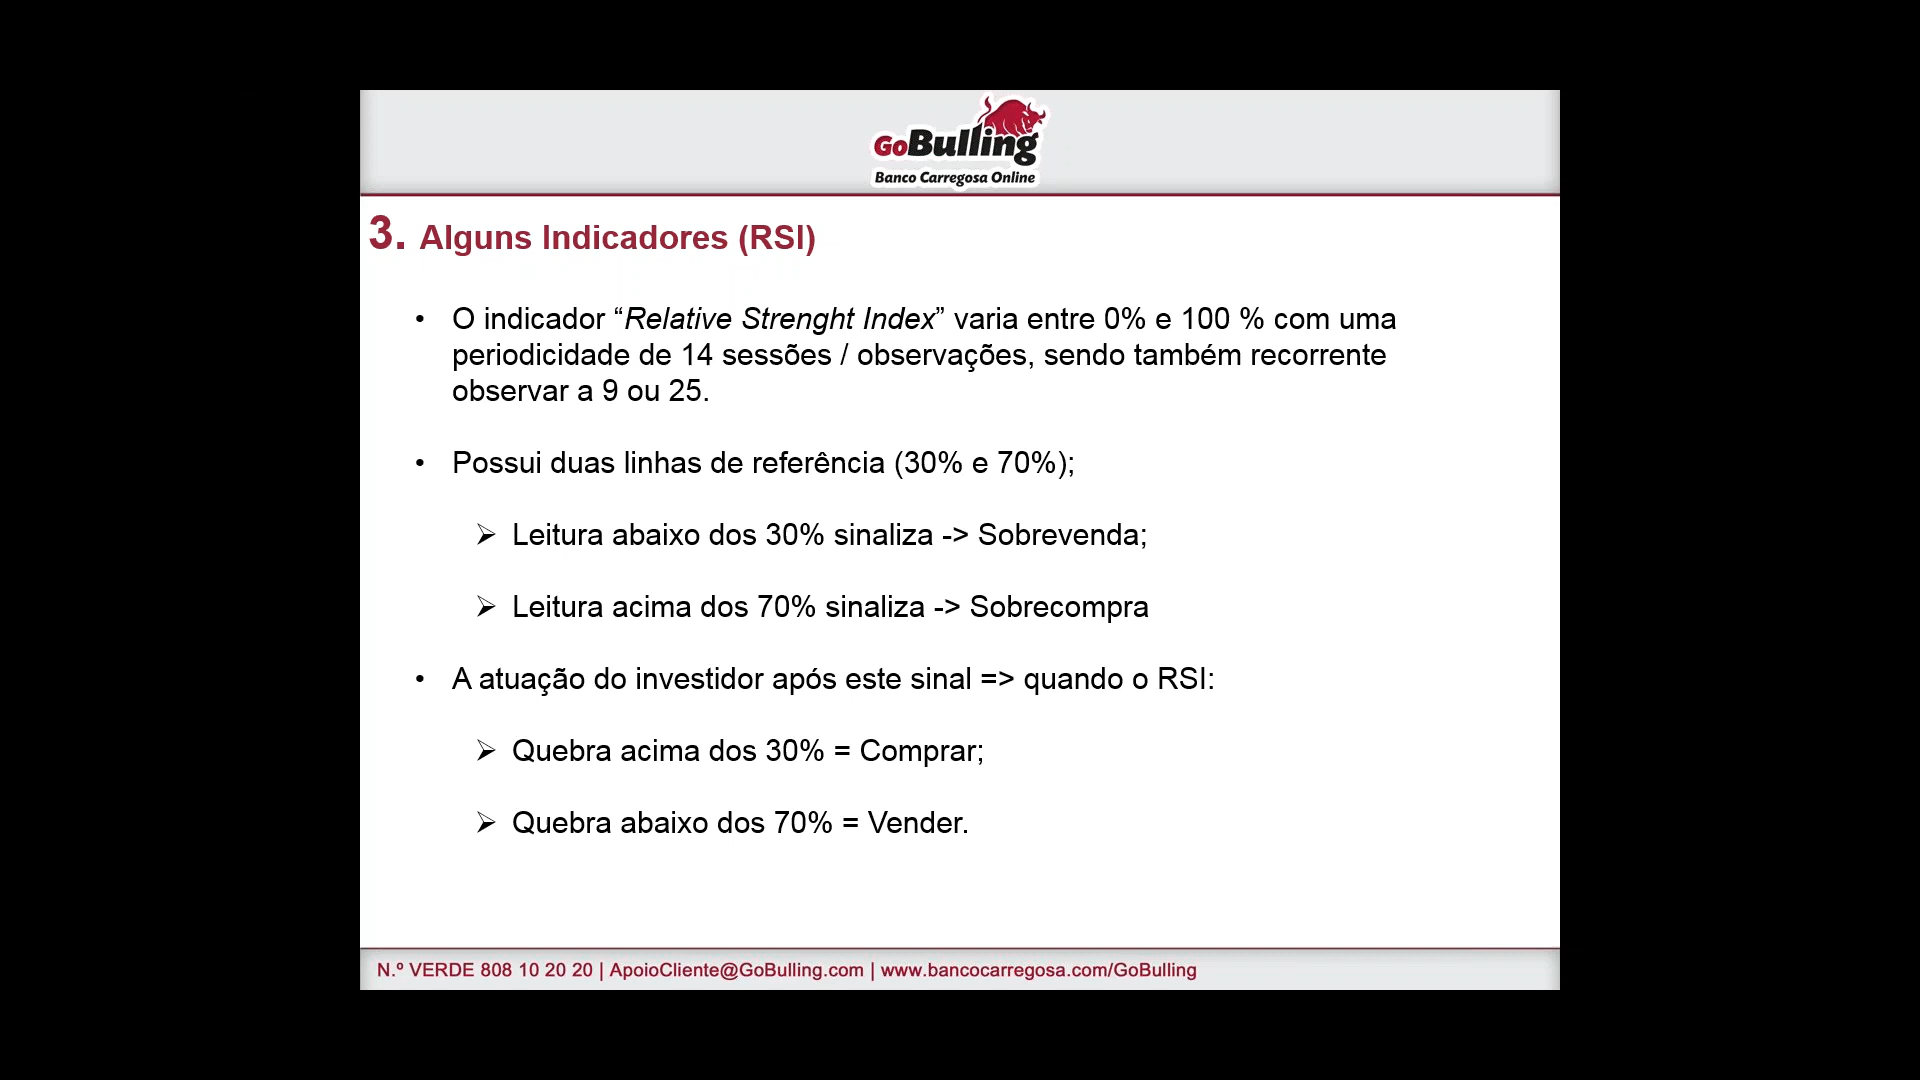 GoBulling
Banco Carregosa Online
3. Alguns Indicadores (RSI)
• O indicador “Relative Strenght Index” varia entre 0% e 100 % com uma
periodicidade de 14 sessões / observações, sendo também recorrente
observar a 9 ou 25.
• Possui duas linhas de referência (30% e 70%);
➢ Leitura abaixo dos 30% sinaliza -> Sobrevenda;
➢ Leitura acima dos 70% sinaliza -> Sobrecompra
• A atuação do investidor após este sinal => quando o RSI:
➢ Quebra acima dos 30% = Comprar;
➢ Quebra abaixo dos 70% = Vender.
N.º VERDE 808 10 20 20 | ApoioCliente@GoBulling.com | www.bancocarregosa.com/GoBulling